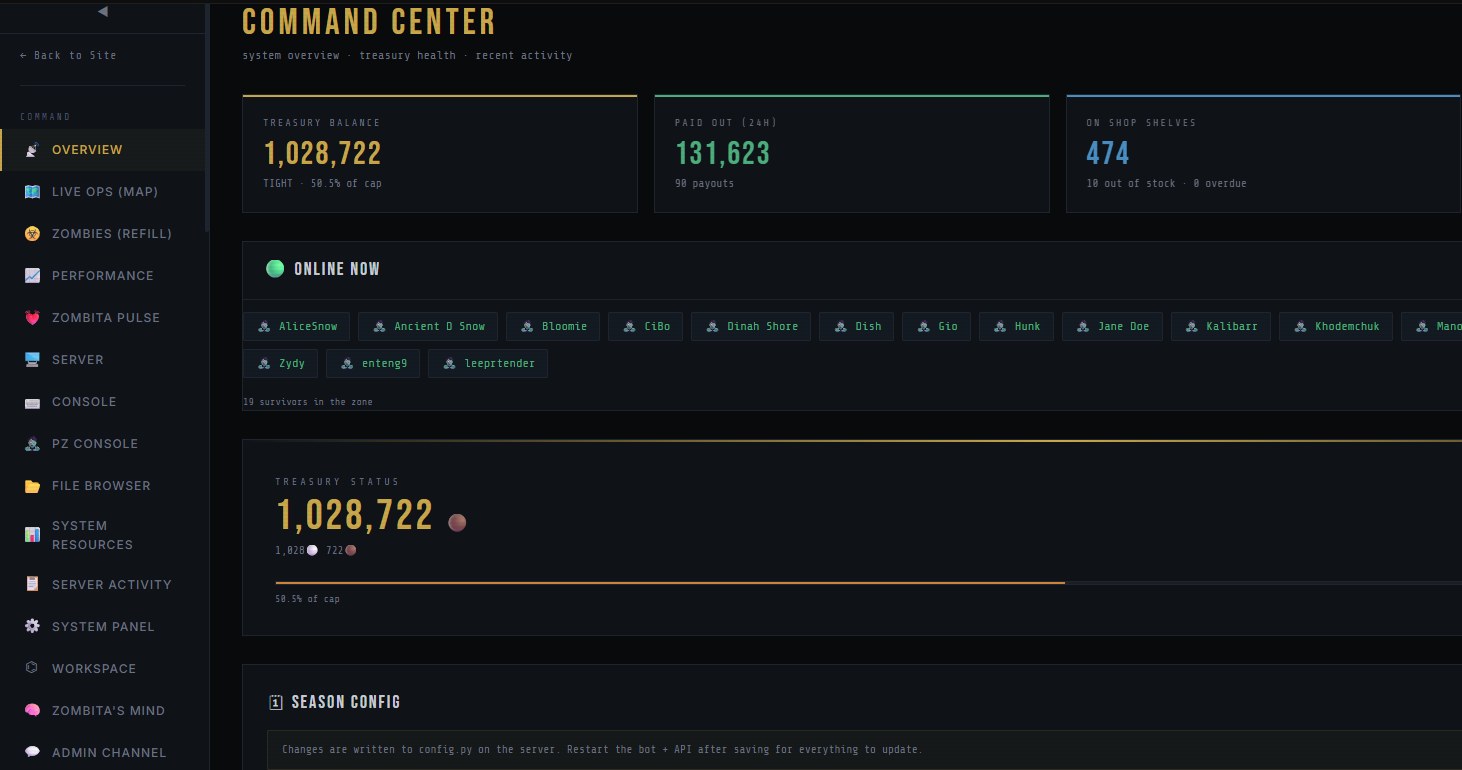 ← Back to Site
COMMAND
OVERVIEW
LIVE OPS (MAP)
ZOMBIES (REFILL)
PERFORMANCE
ZOMBITA PULSE
SERVER
CONSOLE
PZ CONSOLE
FILE BROWSER
SYSTEM
RESOURCES
SERVER ACTIVITY
SYSTEM PANEL
WORKSPACE
ZOMBITA'S MIND
ADMIN CHANNEL
COMMAND CENTER
system overview · treasury health · recent activity
TREASURY BALANCE
1,028,722
TIGHT · 50.5% of cap
PAID OUT (24H)
131,623
90 payouts
ON SHOP SHELVES
474
10 out of stock · 0 overdue
ONLINE NOW
AliceSnow Ancient D Snow Bloomie CiBo Dinah Shore Dish Gio Hunk Jane Doe Kalibarr Khodemchuk Mano
Zydy enteng9 leeprtender
19 survivors in the zone
TREASURY STATUS
1,028,722
1,028 722
50.5% of cap
SEASON CONFIG
Changes are written to config.py on the server. Restart the bot + API after saving for everything to update.